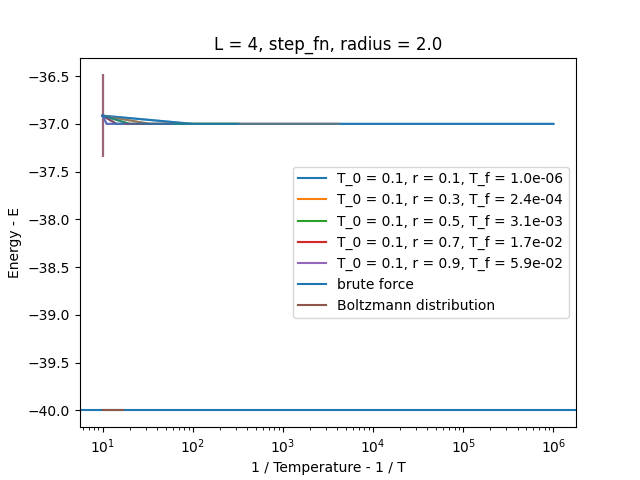 L = 4, step_fn, radius = 2.0
Energy - E
−36.5
−37.0
−37.5
−38.0
−38.5
−39.0
−39.5
−40.0
T_0 = 0.1, r = 0.1, T_f = 1.0e-06
T_0 = 0.1, r = 0.3, T_f = 2.4e-04
T_0 = 0.1, r = 0.5, T_f = 3.1e-03
T_0 = 0.1, r = 0.7, T_f = 1.7e-02
T_0 = 0.1, r = 0.9, T_f = 5.9e-02
brute force
Boltzmann distribution
10¹ 10² 10³ 10⁴ 10⁵ 10⁶
1 / Temperature - 1 / T